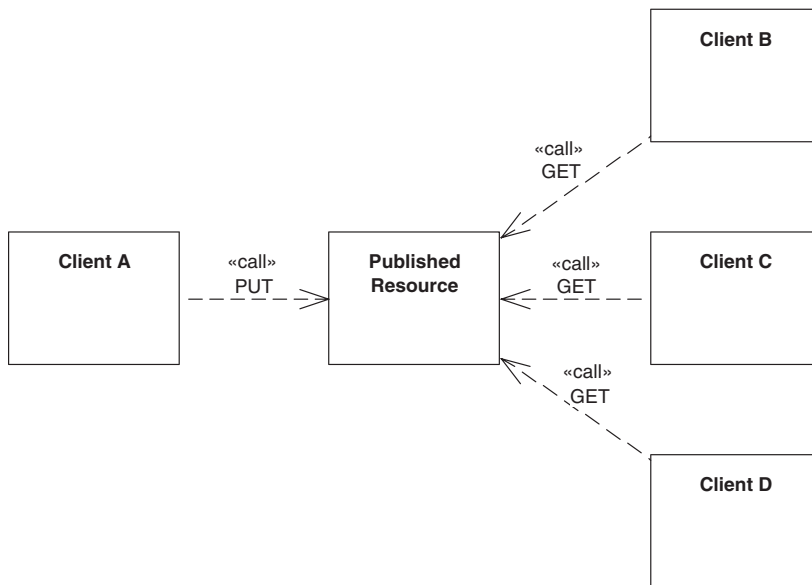 Client B
«call»
GET
Client A
«call»
PUT
Published
Resource
«call»
GET
Client C
«call»
GET
Client D